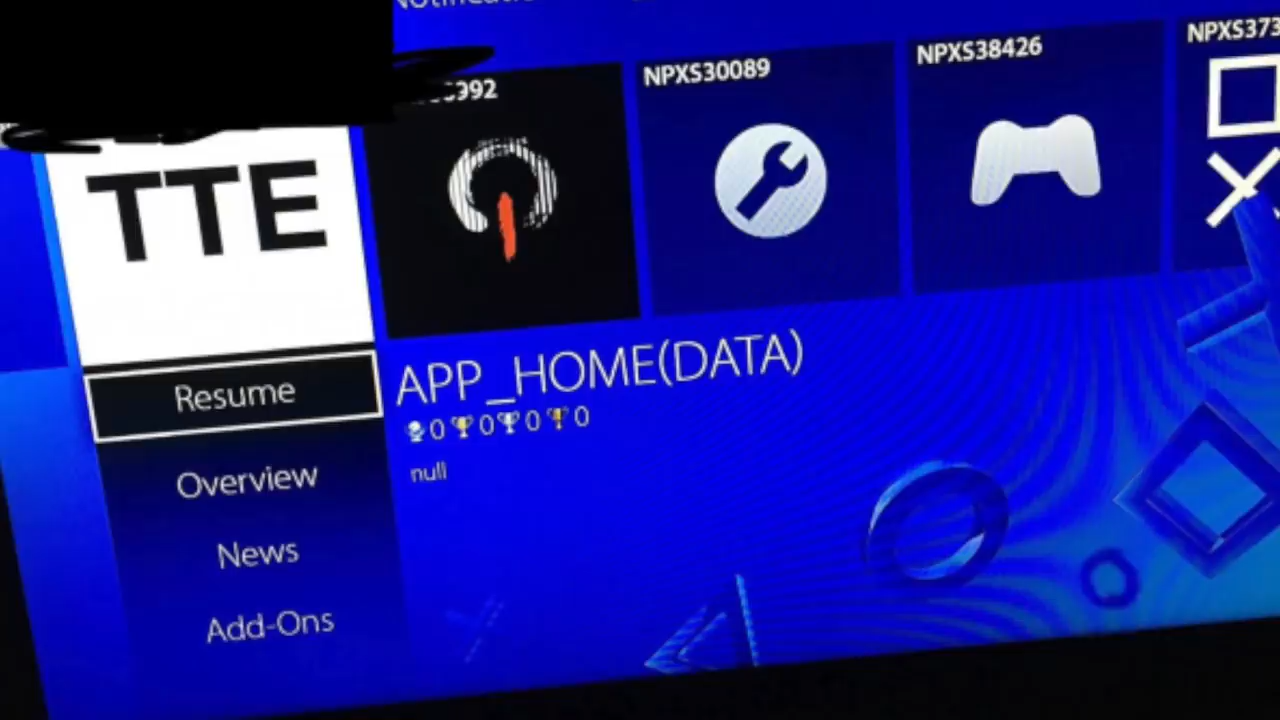 NPXS30089
NPXS38426
TTE
Resume
APP_HOME(DATA)
0 0 0 0
null
Overview
News
Add-Ons